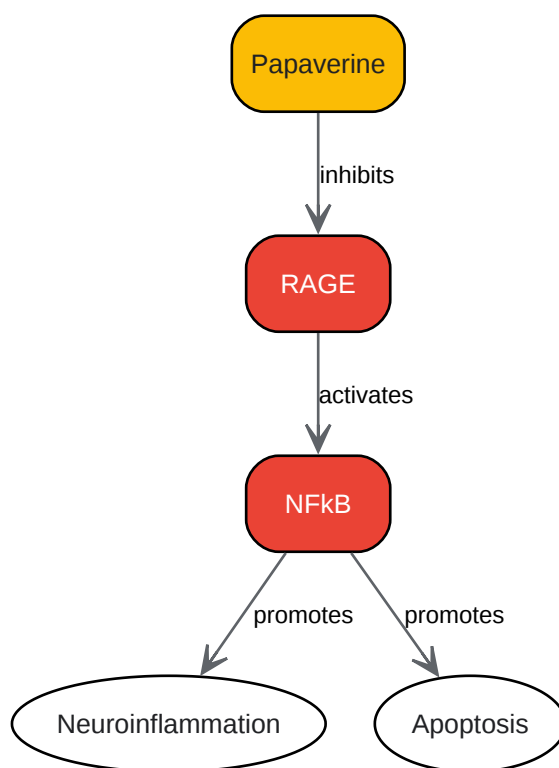 Papaverine
inhibits
RAGE
activates
NFkB
promotes
promotes
Neuroinflammation
Apoptosis